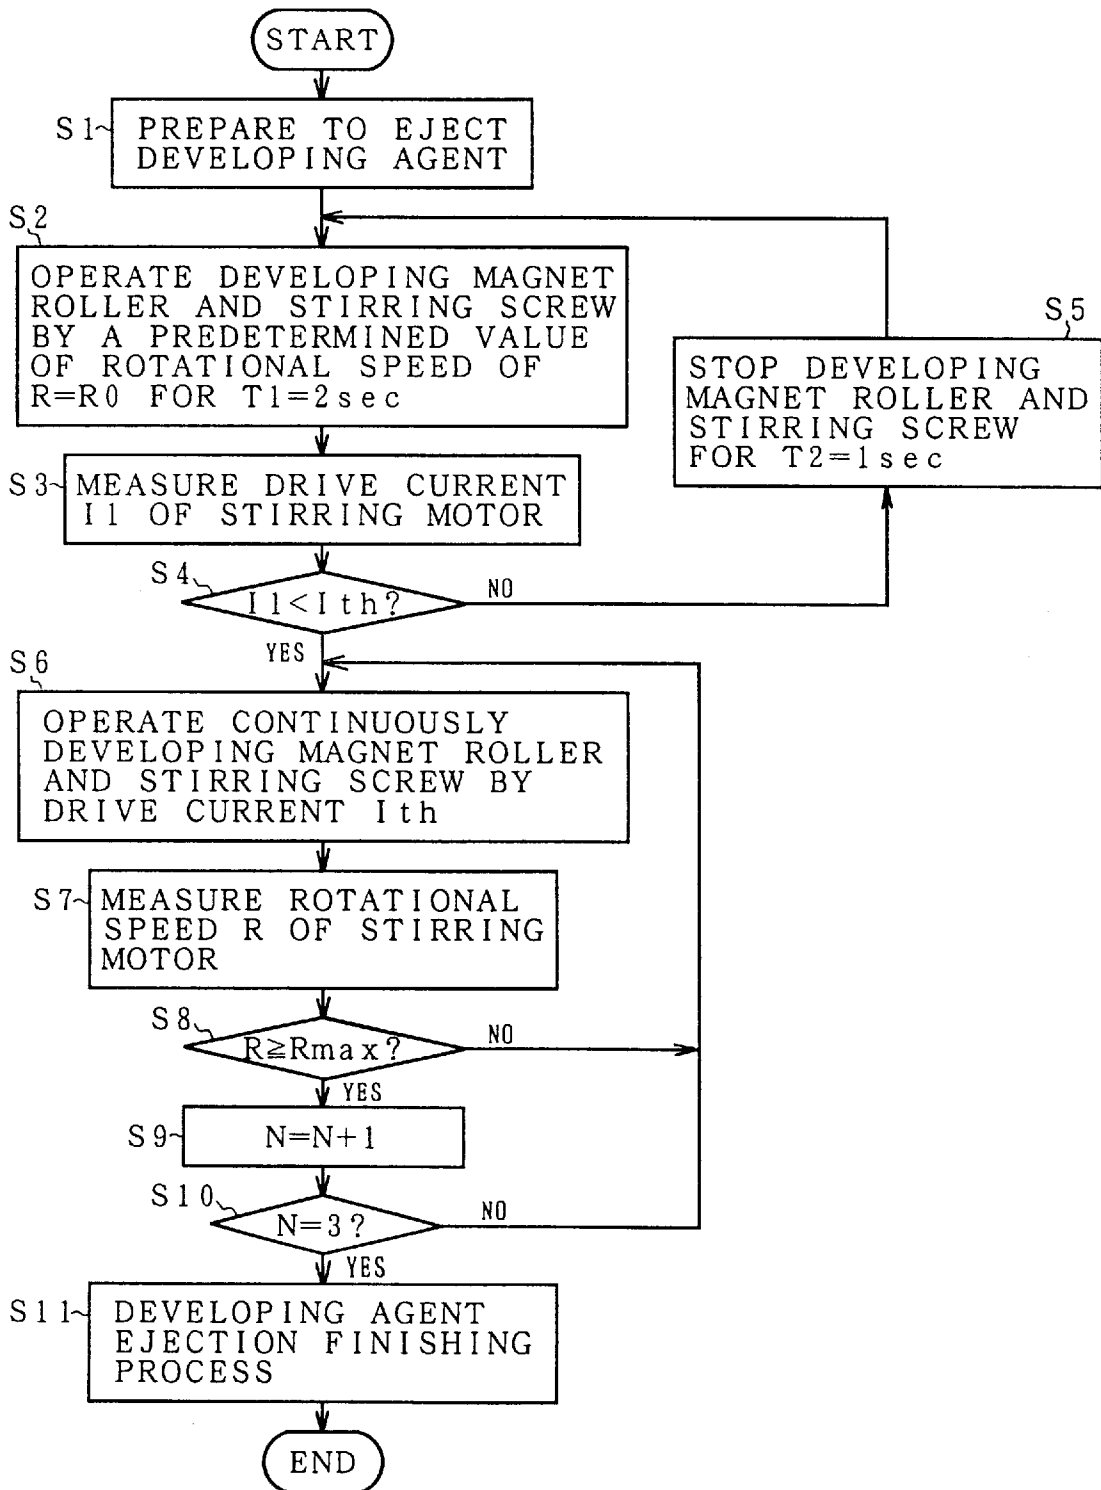 START
S1
PREPARE TO EJECT
DEVELOPING AGENT
S2
OPERATE DEVELOPING MAGNET
ROLLER AND STIRRING SCREW
BY A PREDETERMINED VALUE
OF ROTATIONAL SPEED OF
R=R0 FOR T1=2sec
S5
STOP DEVELOPING
MAGNET ROLLER AND
STIRRING SCREW
FOR T2=1sec
S3
MEASURE DRIVE CURRENT
I1 OF STIRRING MOTOR
S4
I1<Ith?
NO
YES
S6
OPERATE CONTINUOUSLY
DEVELOPING MAGNET ROLLER
AND STIRRING SCREW BY
DRIVE CURRENT Ith
S7
MEASURE ROTATIONAL
SPEED R OF STIRRING
MOTOR
S8
R≧Rmax?
NO
YES
S9
N=N+1
S10
N=3?
NO
YES
S11
DEVELOPING AGENT
EJECTION FINISHING
PROCESS
END